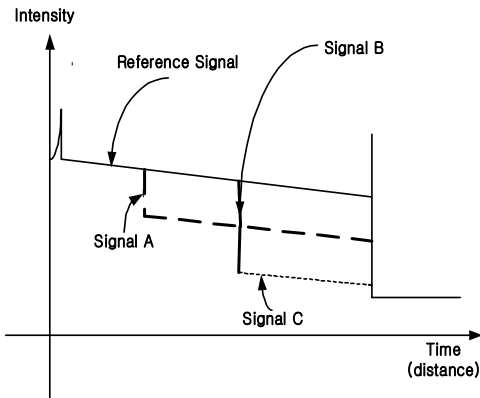 Intensity
Reference Signal
Signal B
Signal A
Signal C
Time
(distance)